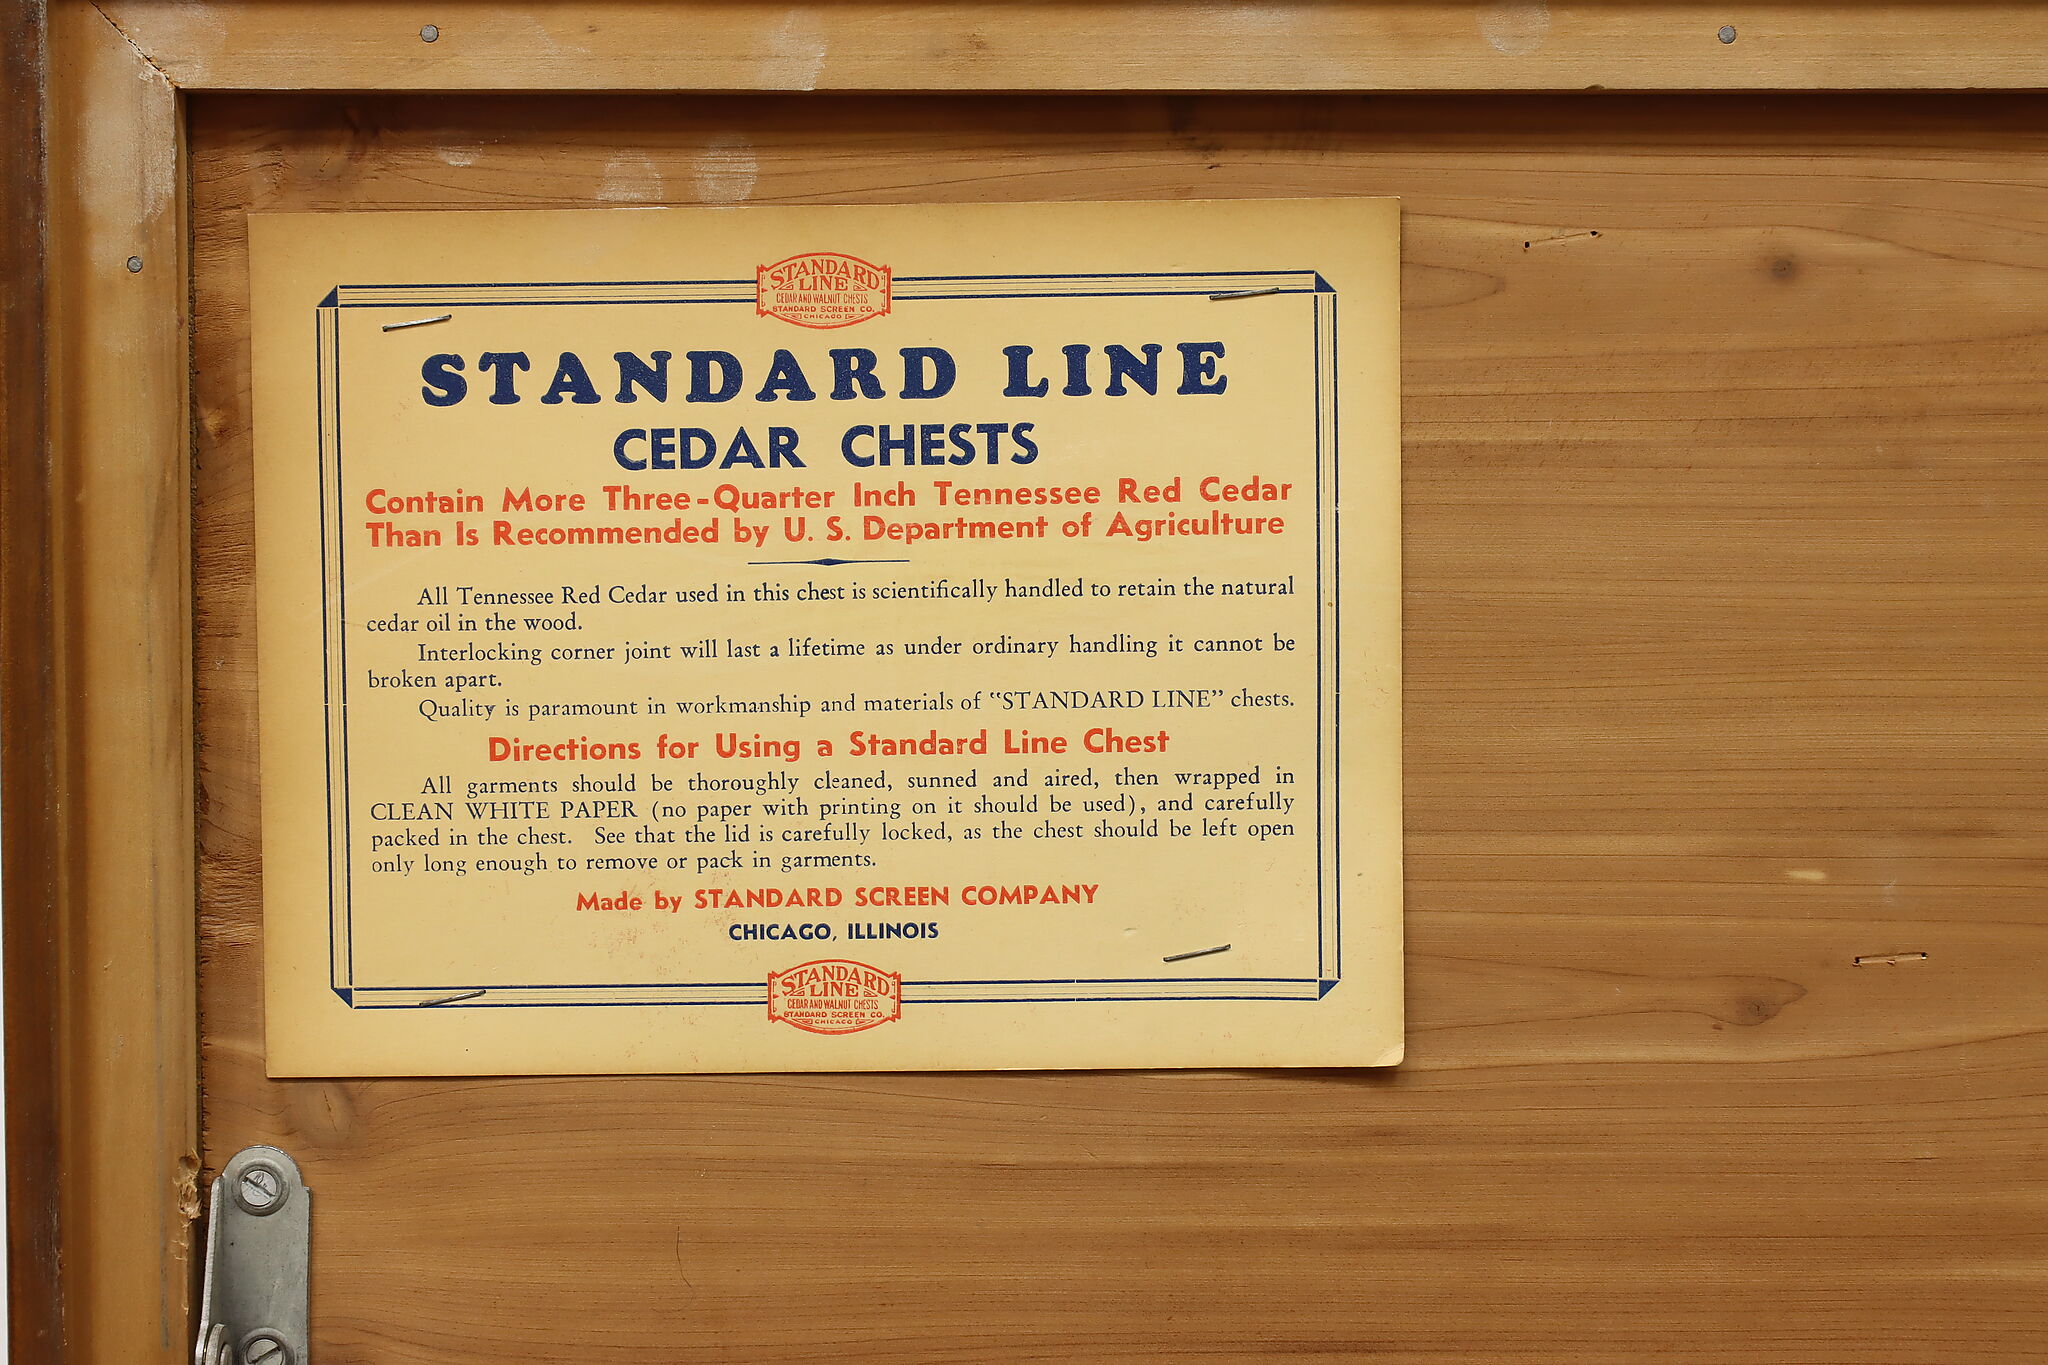 STANDARD
LINE
CEDAR AND WALNUT CHESTS
STANDARD SCREEN CO.
CHICAGO
STANDARD LINE
CEDAR CHESTS
Contain More Three-Quarter Inch Tennessee Red Cedar
Than Is Recommended by U. S. Department of Agriculture
All Tennessee Red Cedar used in this chest is scientifically handled to retain the natural
cedar oil in the wood.
Interlocking corner joint will last a lifetime as under ordinary handling it cannot be
broken apart.
Quality is paramount in workmanship and materials of "STANDARD LINE" chests.
Directions for Using a Standard Line Chest
All garments should be thoroughly cleaned, sunned and aired, then wrapped in
CLEAN WHITE PAPER (no paper with printing on it should be used), and carefully
packed in the chest. See that the lid is carefully locked, as the chest should be left open
only long enough to remove or pack in garments.
Made by STANDARD SCREEN COMPANY
CHICAGO, ILLINOIS
STANDARD
LINE
CEDAR AND WALNUT CHESTS
STANDARD SCREEN CO.
CHICAGO